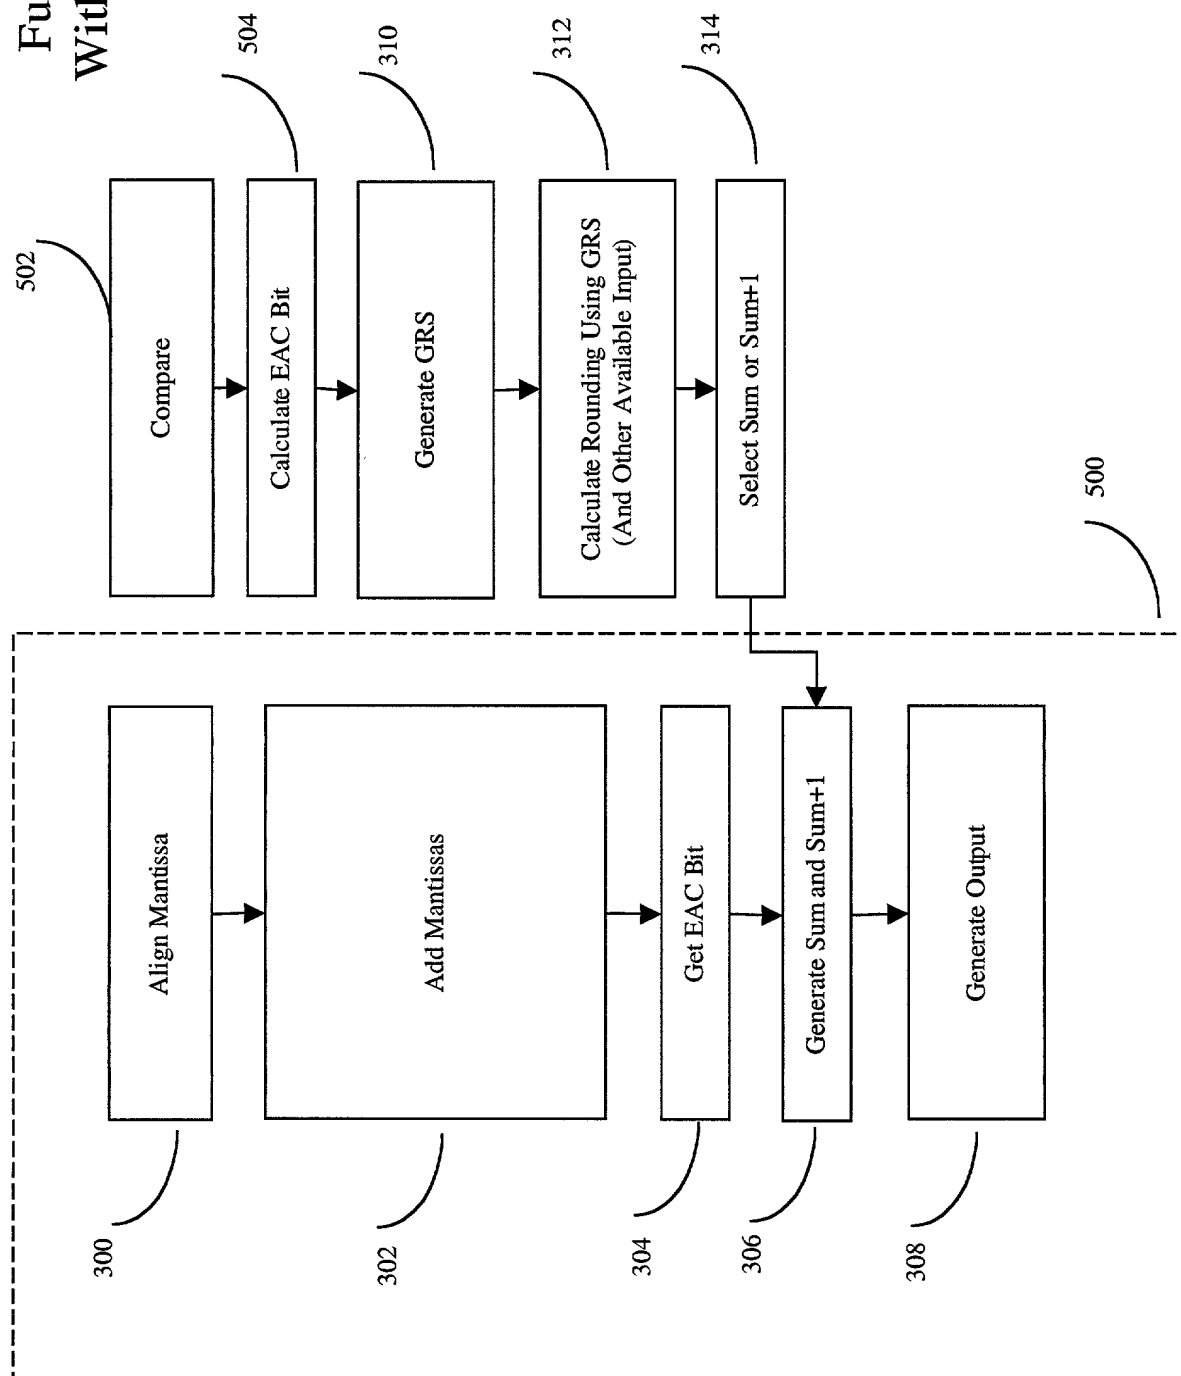 Fu
With
502
504
310
312
314
Compare
Calculate EAC Bit
Generate GRS
Calculate Rounding Using GRS
(And Other Available Input)
Select Sum or Sum+1
500
Align Mantissa
Add Mantissas
Get EAC Bit
Generate Sum and Sum+1
Generate Output
300
302
304
306
308